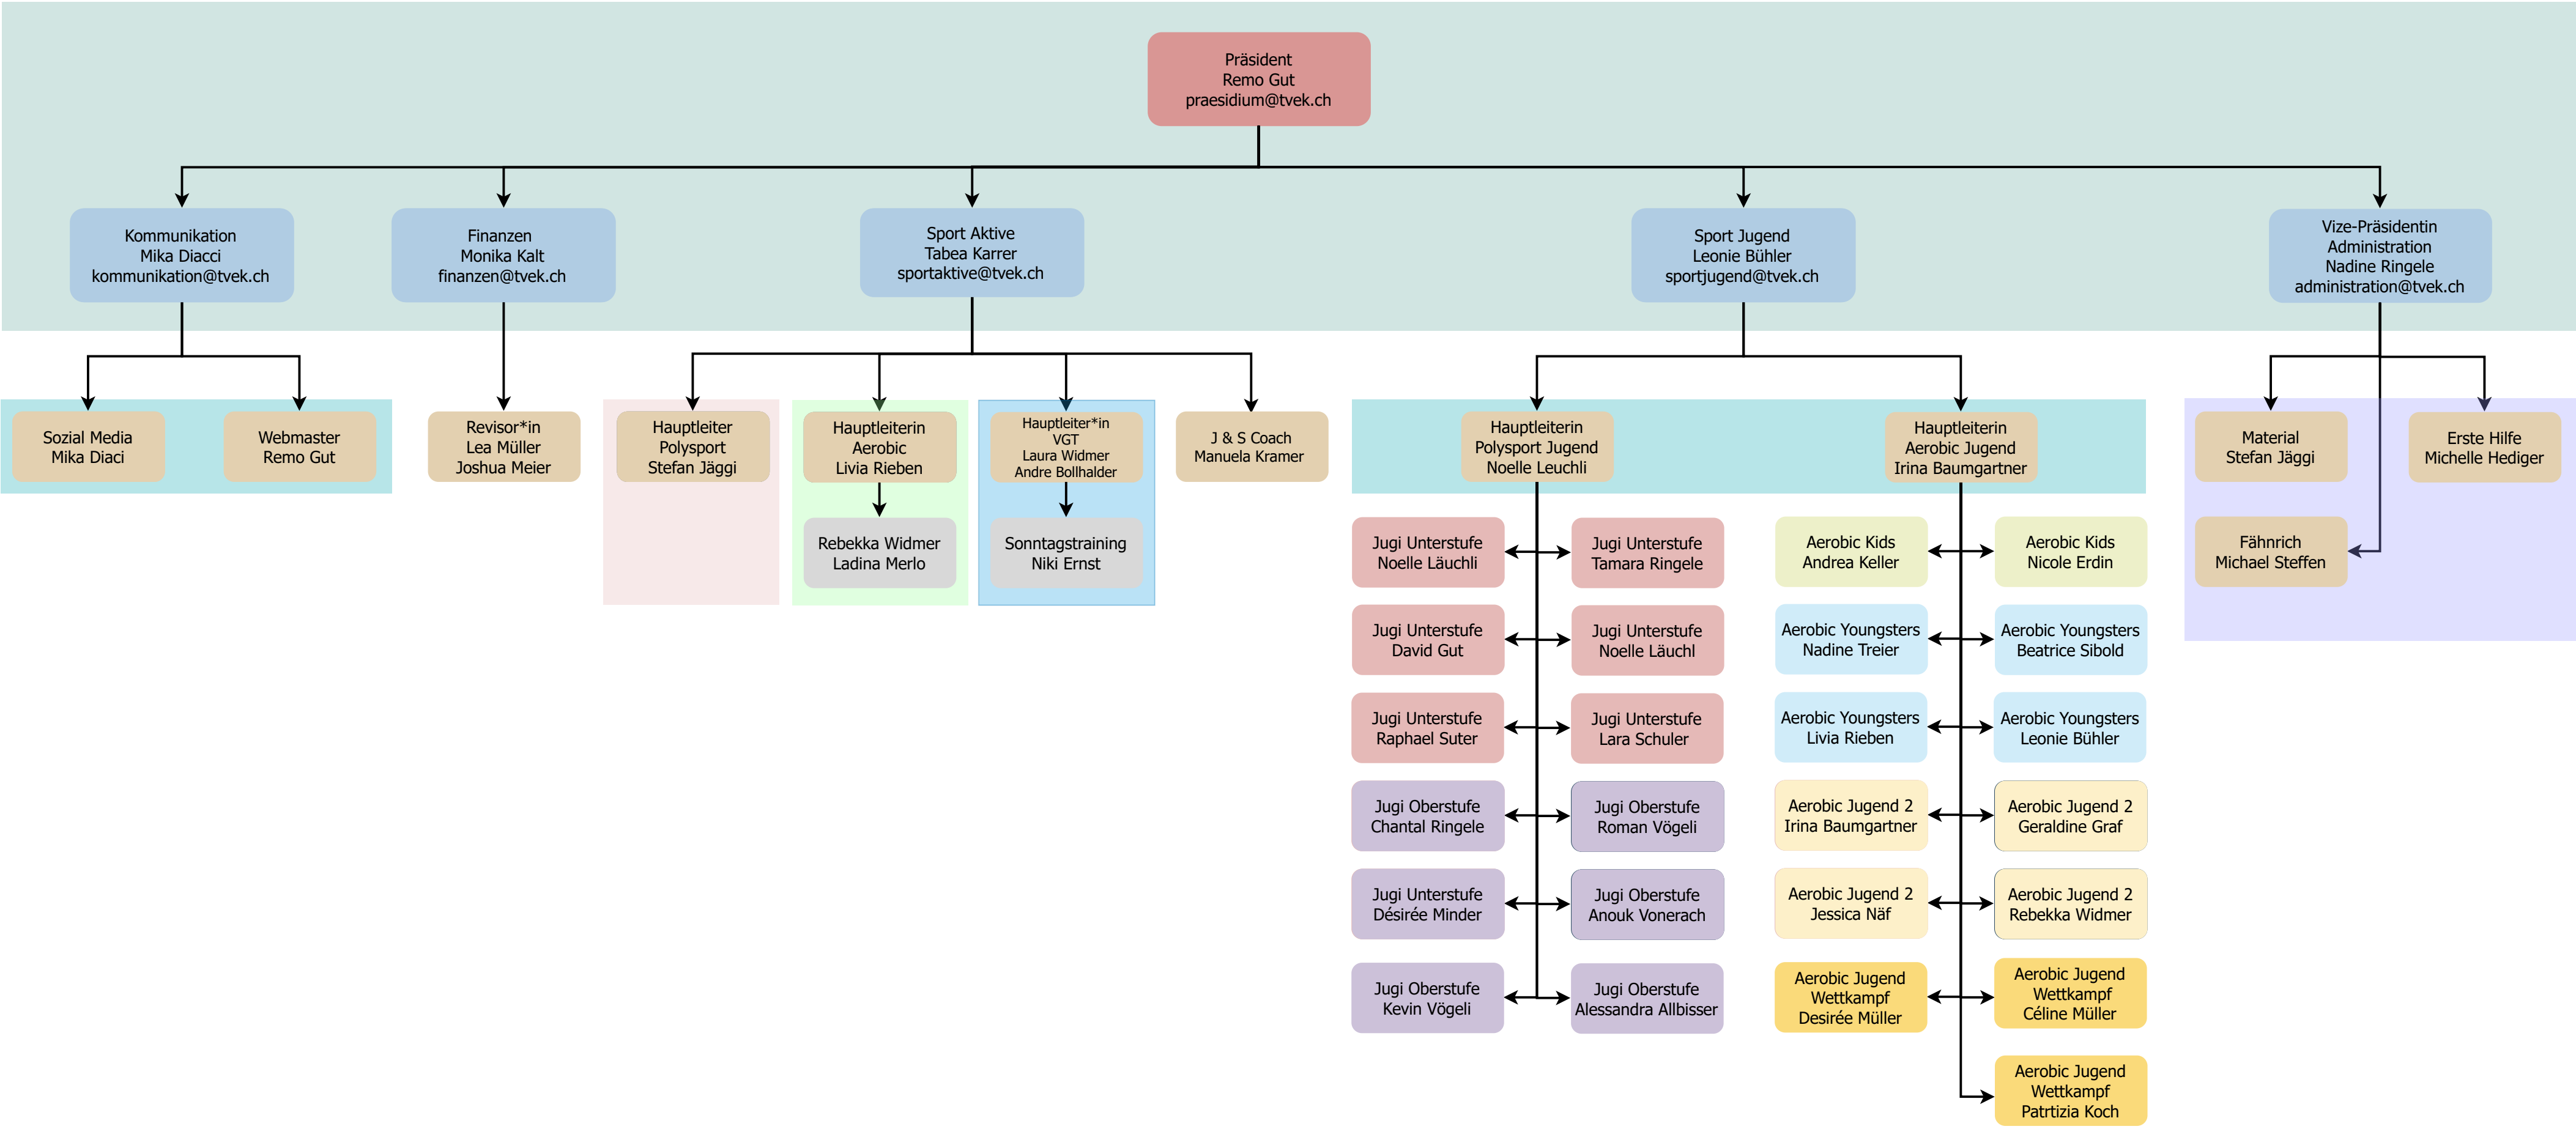 Präsident
Remo Gut
praesidium@tvek.ch
Kommunikation
Mika Diacci
kommunikation@tvek.ch
Finanzen
Monika Kalt
finanzen@tvek.ch
Sport Aktive
Tabea Karrer
sportaktive@tvek.ch
Sport Jugend
Leonie Bühler
sportjugend@tvek.ch
Vize-Präsidentin
Administration
Nadine Ringele
administration@tvek.ch
Sozial Media
Mika Diaci
Webmaster
Remo Gut
Revisor*in
Lea Müller
Joshua Meier
Hauptleiter
Polysport
Stefan Jäggi
Hauptleiterin
Aerobic
Livia Rieben
Hauptleiter*in
VGT
Laura Widmer
Andre Bollhalder
J & S Coach
Manuela Kramer
Hauptleiterin
Polysport Jugend
Noelle Leuchli
Hauptleiterin
Aerobic Jugend
Irina Baumgartner
Material
Stefan Jäggi
Erste Hilfe
Michelle Hediger
Rebekka Widmer
Ladina Merlo
Sonntagstraining
Niki Ernst
Jugi Unterstufe
Noelle Läuchli
Jugi Unterstufe
Tamara Ringele
Aerobic Kids
Andrea Keller
Aerobic Kids
Nicole Erdin
Fähnrich
Michael Steffen
Jugi Unterstufe
David Gut
Jugi Unterstufe
Noelle Läuchl
Aerobic Youngsters
Nadine Treier
Aerobic Youngsters
Beatrice Sibold
Jugi Unterstufe
Raphael Suter
Jugi Unterstufe
Lara Schuler
Aerobic Youngsters
Livia Rieben
Aerobic Youngsters
Leonie Bühler
Jugi Oberstufe
Chantal Ringele
Jugi Oberstufe
Roman Vögeli
Aerobic Jugend 2
Irina Baumgartner
Aerobic Jugend 2
Geraldine Graf
Jugi Unterstufe
Désirée Minder
Jugi Oberstufe
Anouk Vonerach
Aerobic Jugend 2
Jessica Näf
Aerobic Jugend 2
Rebekka Widmer
Jugi Oberstufe
Kevin Vögeli
Jugi Oberstufe
Alessandra Allbisser
Aerobic Jugend
Wettkampf
Desirée Müller
Aerobic Jugend
Wettkampf
Céline Müller
Aerobic Jugend
Wettkampf
Patrtizia Koch